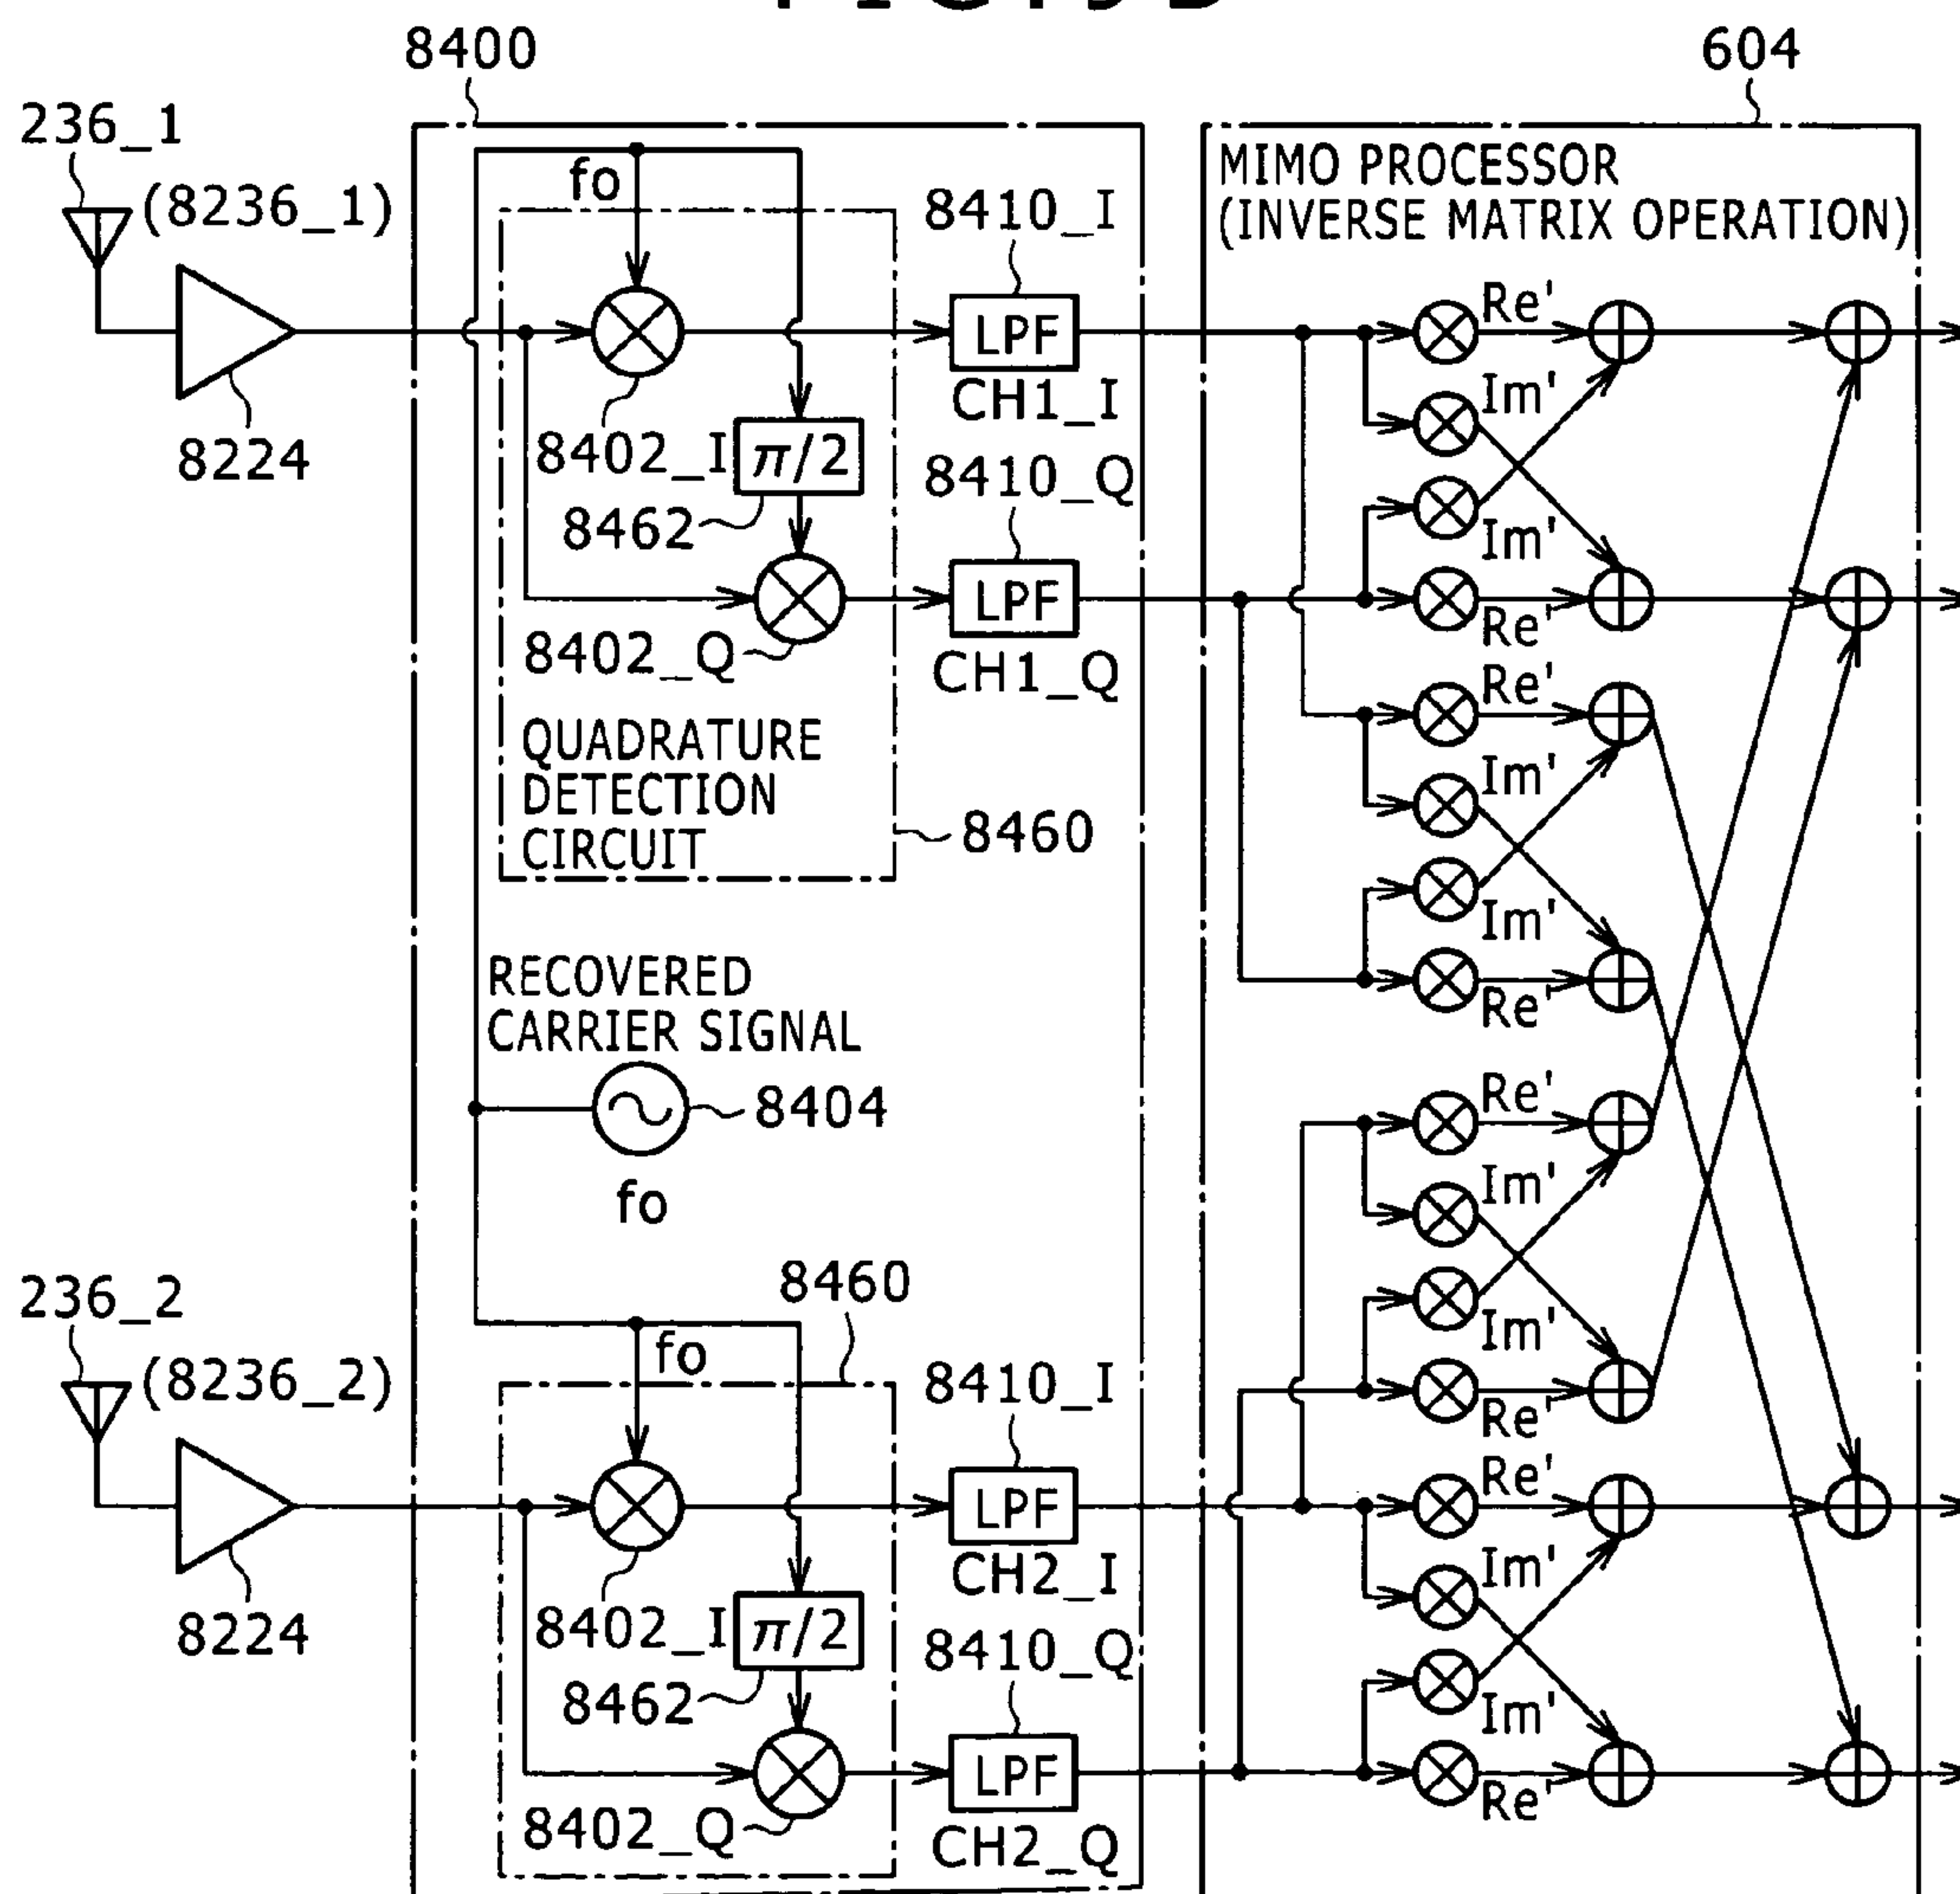 8400
604
236_1
(8236_1)
fo
8410_I
MIMO PROCESSOR
(INVERSE MATRIX OPERATION)
8224
LPF
CH1_I
8402_I
π/2
8462
8410_Q
LPF
CH1_Q
8402_Q
QUADRATURE
DETECTION
CIRCUIT
8460
Re'
Im'
Im'
Re'
Re'
Im'
Im'
Re'
RECOVERED
CARRIER SIGNAL
8404
fo
Re'
Im'
Im'
Re'
236_2
(8236_2)
8460
fo
8410_I
8224
LPF
CH2_I
8402_I
π/2
8462
8410_Q
LPF
CH2_Q
8402_Q
Re'
Im'
Im'
Re'